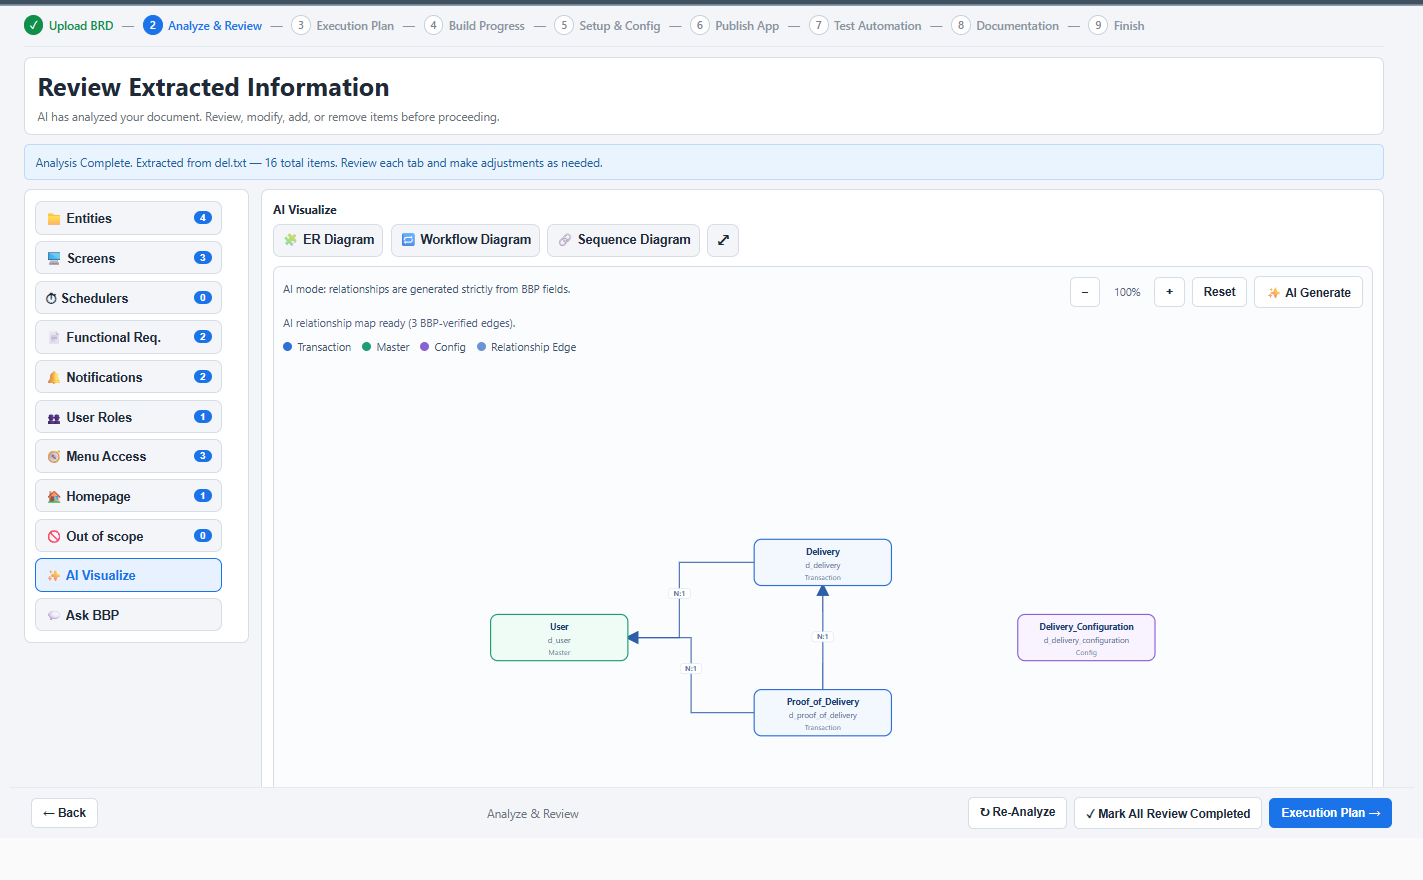 ✓ Upload BRD — 2 Analyze & Review — 3 Execution Plan — 4 Build Progress — 5 Setup & Config — 6 Publish App — 7 Test Automation — 8 Documentation — 9 Finish
Review Extracted Information
AI has analyzed your document. Review, modify, add, or remove items before proceeding.
Analysis Complete. Extracted from del.txt — 16 total items. Review each tab and make adjustments as needed.
Entities 4
Screens 3
Schedulers 0
Functional Req. 2
Notifications 2
User Roles 1
Menu Access 3
Homepage 1
Out of scope 0
AI Visualize
Ask BBP
AI Visualize
ER Diagram Workflow Diagram Sequence Diagram
AI mode: relationships are generated strictly from BBP fields.
− 100% + Reset AI Generate
AI relationship map ready (3 BBP-verified edges).
Transaction Master Config Relationship Edge
Delivery
d_delivery
Transaction
N:1
User
d_user
Master
N:1
Delivery_Configuration
d_delivery_configuration
Config
N:1
Proof_of_Delivery
d_proof_of_delivery
Transaction
← Back Analyze & Review ↻ Re-Analyze ✓ Mark All Review Completed Execution Plan →